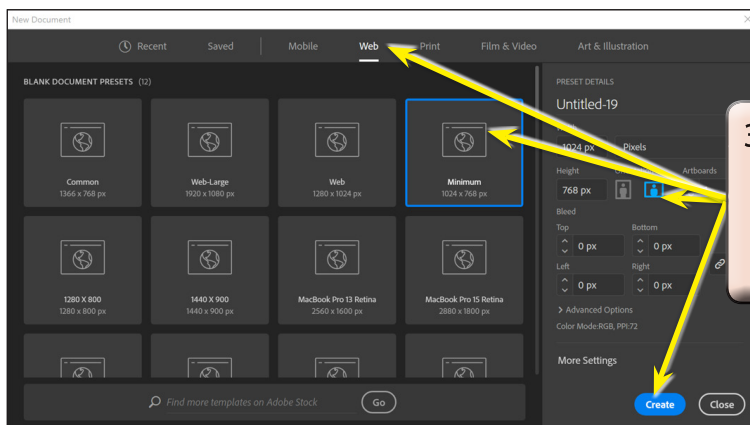 New Document
Recent Saved Mobile Web Print Film & Video Art & Illustration
BLANK DOCUMENT PRESETS (12)
Common
1366 x 768 px
Web-Large
1920 x 1080 px
Web
1280 x 1024 px
Minimum
1024 x 768 px
1280 X 800
1280 x 800 px
1440 X 900
1440 x 900 px
MacBook Pro 13 Retina
2560 x 1600 px
MacBook Pro 15 Retina
2880 x 1800 px
Find more templates on Adobe Stock Go
PRESET DETAILS
Untitled-19
1024 px Pixels
Height Artboards
768 px
Bleed
Top Bottom
0 px 0 px
Left Right
0 px 0 px
Advanced Options
Color Mode:RGB, PPI:72
More Settings
Create Close
3